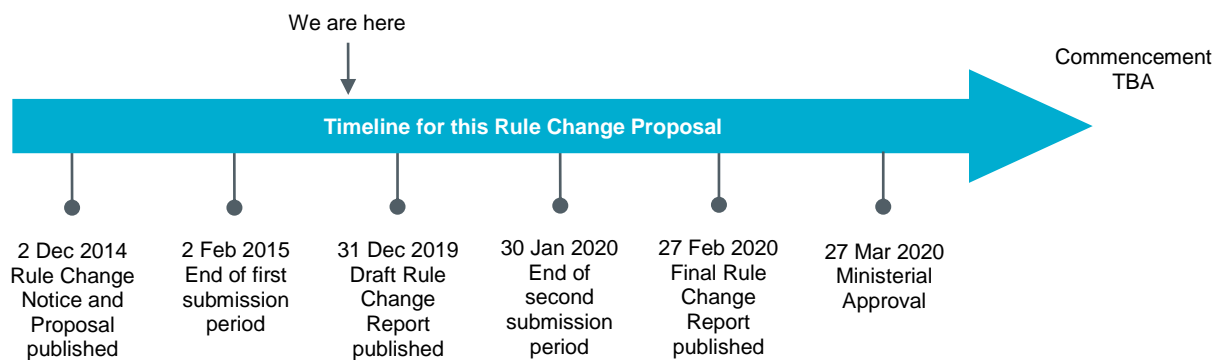 We are here
Commencement
TBA
Timeline for this Rule Change Proposal
2 Dec 2014
Rule Change
Notice and
Proposal
published
2 Feb 2015
End of first
submission
period
31 Dec 2019
Draft Rule
Change
Report
published
30 Jan 2020
End of
second
submission
period
27 Feb 2020
Final Rule
Change
Report
published
27 Mar 2020
Ministerial
Approval